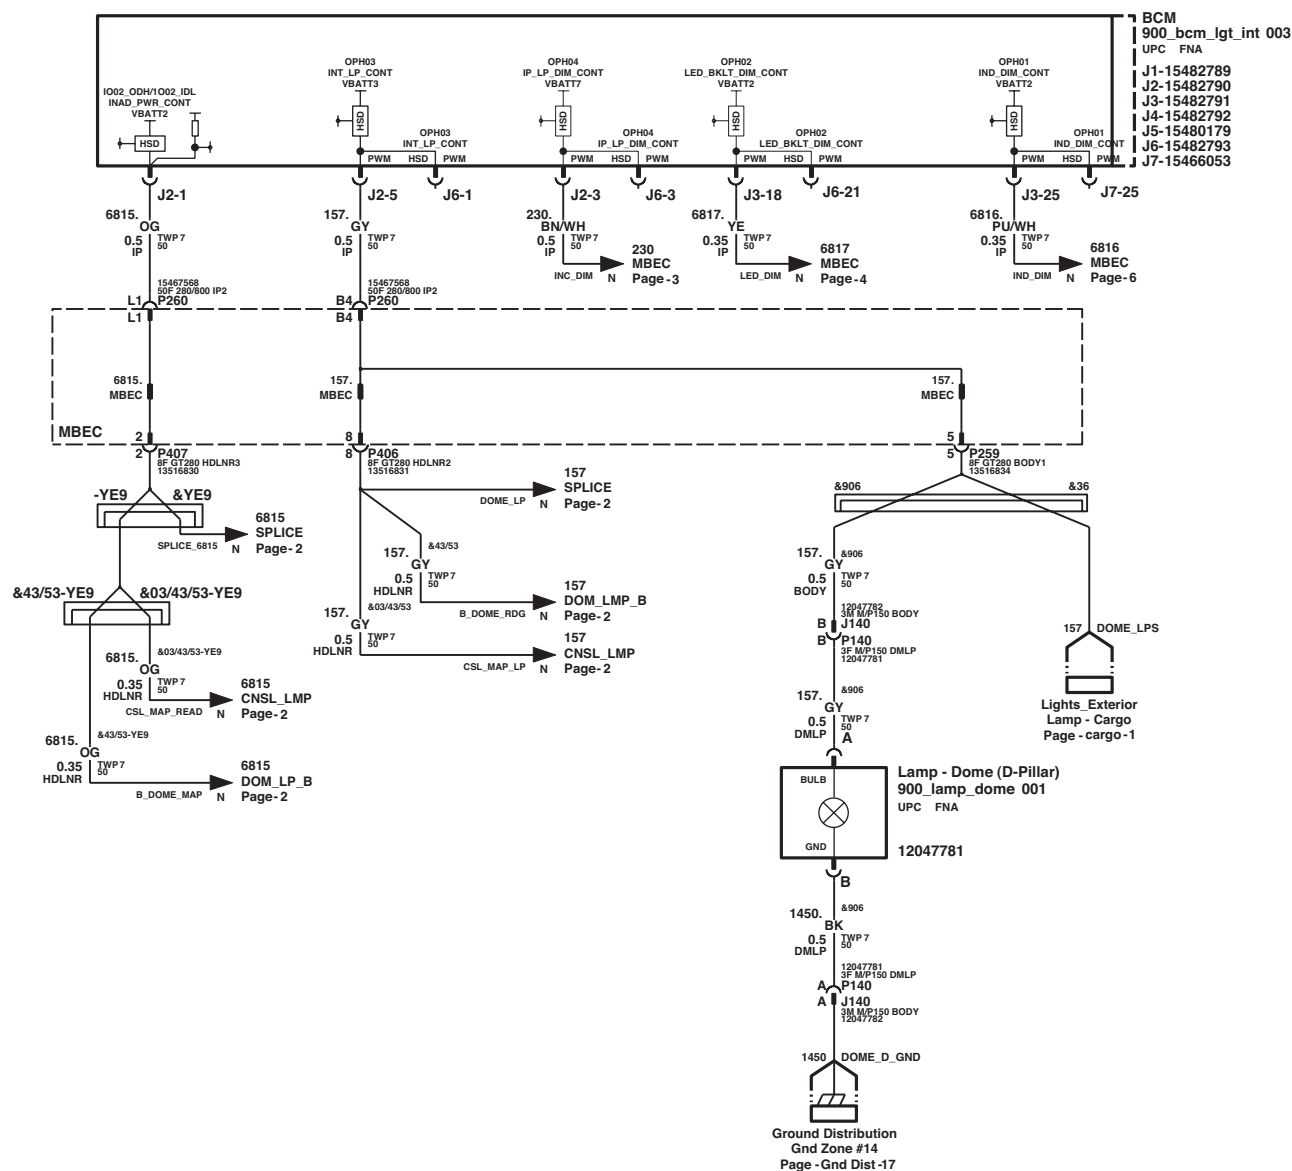 BCM
900_bcm_lgt_int 003
UPC FNA
J1-15482789
J2-15482790
J3-15482791
J4-15482792
J5-15480179
J6-15482793
J7-15466053
IO02_ODH/1O02_IDL
INAD_PWR_CONT
VBATT2
HSD
OPH03
INT_LP_CONT
VBATT3
HSD
OPH03
INT_LP_CONT
PWM HSD PWM
OPH04
IP_LP_DIM_CONT
VBATT7
HSD
OPH04
IP_LP_DIM_CONT
PWM HSD PWM
OPH02
LED_BKLT_DIM_CONT
VBATT2
HSD
OPH02
LED_BKLT_DIM_CONT
PWM HSD PWM
OPH01
IND_DIM_CONT
VBATT2
HSD
OPH01
IND_DIM_CONT
PWM HSD PWM
J2-1 J2-5 J6-1 J2-3 J6-3 J3-18 J6-21 J3-25 J7-25
6815.
OG
0.5 TWP 7
IP 50
157.
GY
0.5 TWP 7
IP 50
230.
BN/WH
0.5 TWP 7
IP 50
INC_DIM N
230
MBEC
Page-3
6817.
YE
0.35 TWP 7
IP 50
LED_DIM N
6817
MBEC
Page-4
6816.
PU/WH
0.35 TWP 7
IP 50
IND_DIM N
6816
MBEC
Page-6
15467568
50F 280/800 IP2
L1 P260
L1
15467568
50F 280/800 IP2
B4 P260
B4
6815.
MBEC
157.
MBEC
157.
MBEC
MBEC
2
2 P407
8F GT280 HDLNR3
13516830
8
8 P406
8F GT280 HDLNR2
13516831
5
5 P259
8F GT280 BODY1
13516834
-YE9 &YE9
SPLICE_6815 N
6815
SPLICE
Page-2
&43/53-YE9 &03/43/53-YE9
6815.
&03/43/53-YE9
OG
0.35 TWP 7
HDLNR 50
CSL_MAP_READ N
6815
CNSL_LMP
Page-2
6815.
&43/53-YE9
OG
0.35 TWP 7
HDLNR 50
B_DOME_MAP N
6815
DOM_LP_B
Page-2
DOME_LP N
157
SPLICE
Page-2
157.
&43/53
GY
0.5 TWP 7
HDLNR 50
B_DOME_RDG N
157
DOM_LMP_B
Page-2
157.
&03/43/53
GY
0.5 TWP 7
HDLNR 50
CSL_MAP_LP N
157
CNSL_LMP
Page-2
&906 &36
157. &906
GY
0.5 TWP 7
BODY 50
12047782
3M M/P150 BODY
B J140
B P140
3F M/P150 DMLP
12047781
157. &906
GY
0.5 TWP 7
DMLP 50
A
157 DOME_LPS
Lights_Exterior
Lamp - Cargo
Page - cargo-1
BULB
GND
Lamp - Dome (D-Pillar)
900_lamp_dome 001
UPC FNA
12047781
B
1450. &906
BK
0.5 TWP 7
DMLP 50
12047781
3F M/P150 DMLP
A P140
A J140
3M M/P150 BODY
12047782
1450 DOME_D_GND
Ground Distribution
Gnd Zone #14
Page - Gnd Dist -17